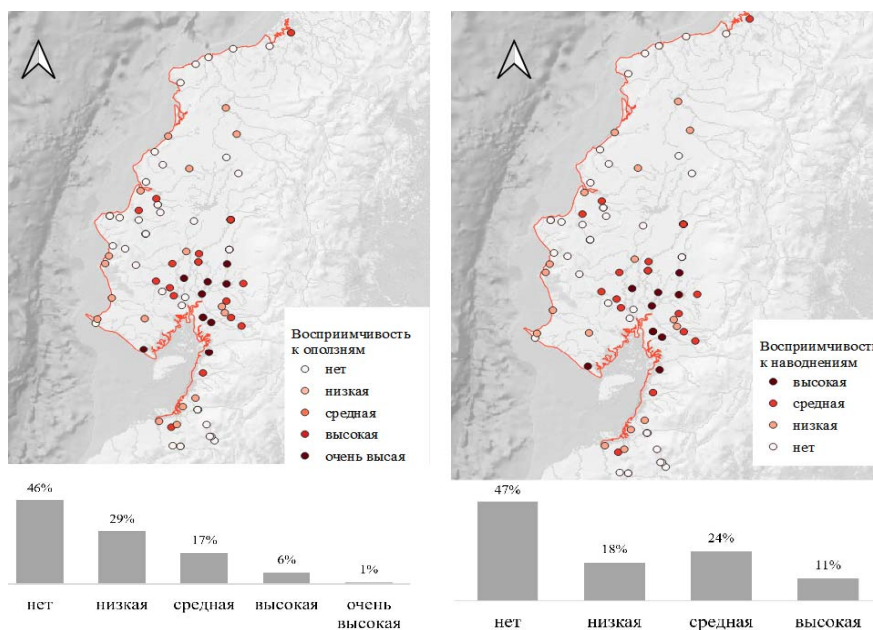 Восприимчивость
к оползням
нет
низкая
средная
высокая
очень высая
Восприимчивость
к наводнениям
высокая
средная
низкая
нет
46%
29%
17%
6%
1%
нет
низкая
средная
высокая
очень
высокая
47%
18%
24%
11%
нет
низкая
средная
высокая